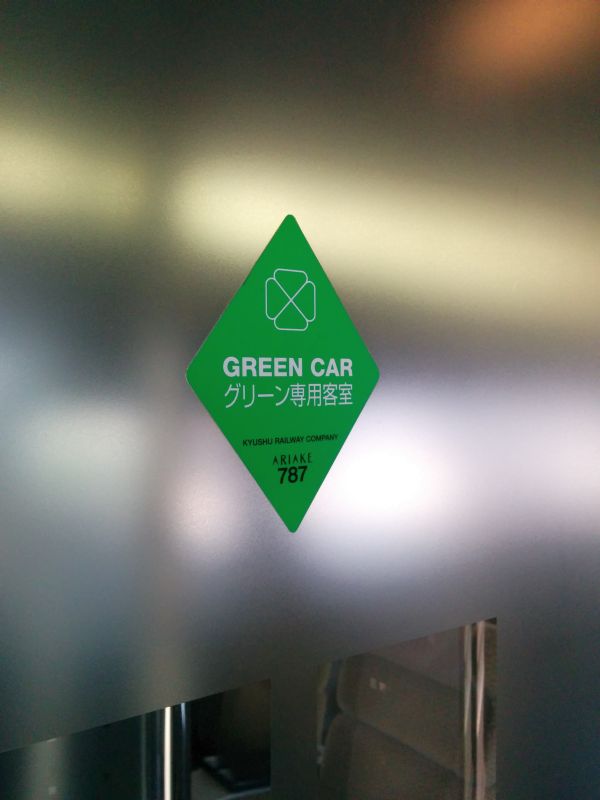 GREEN CAR
グリーン専用客室
KYUSHU RAILWAY COMPANY
ARIAKE
787